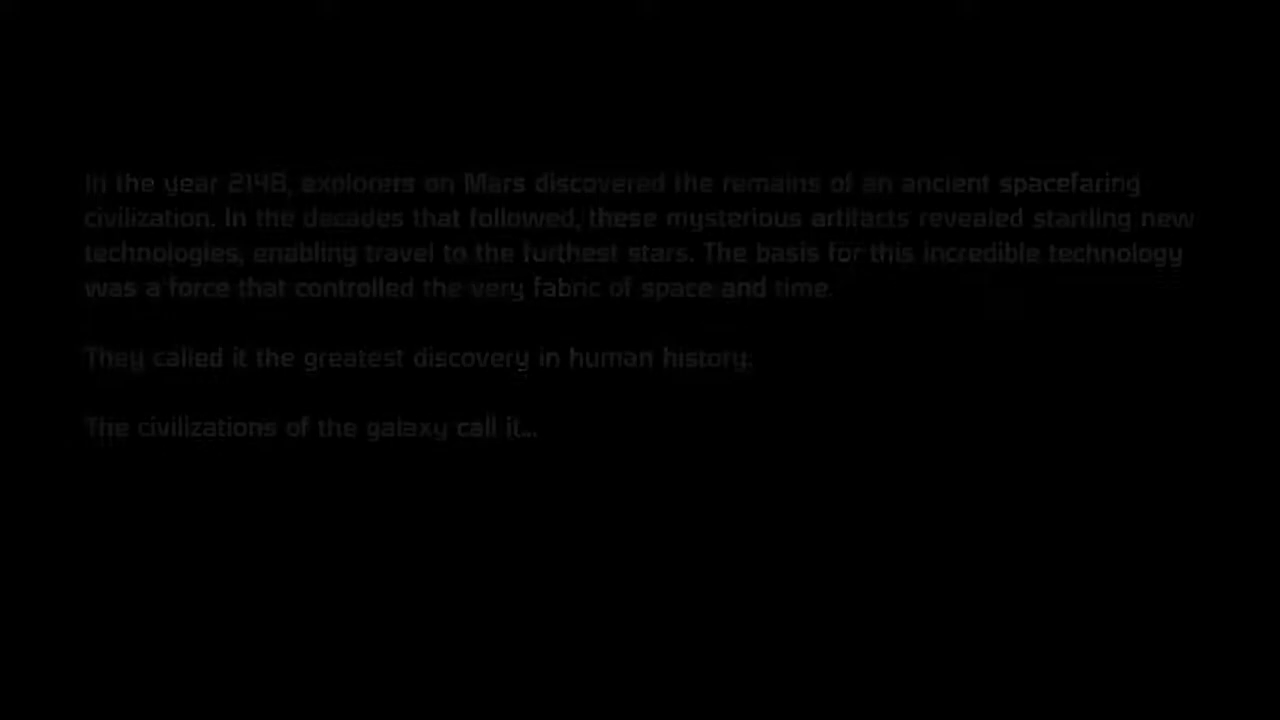 In the year 2148, explorers on Mars discovered the remains of an ancient spacefaring
civilization. In the decades that followed, these mysterious artifacts revealed startling new
technologies, enabling travel to the furthest stars. The basis for this incredible technology
was a force that controlled the very fabric of space and time.
They called it the greatest discovery in human history.
The civilizations of the galaxy call it...